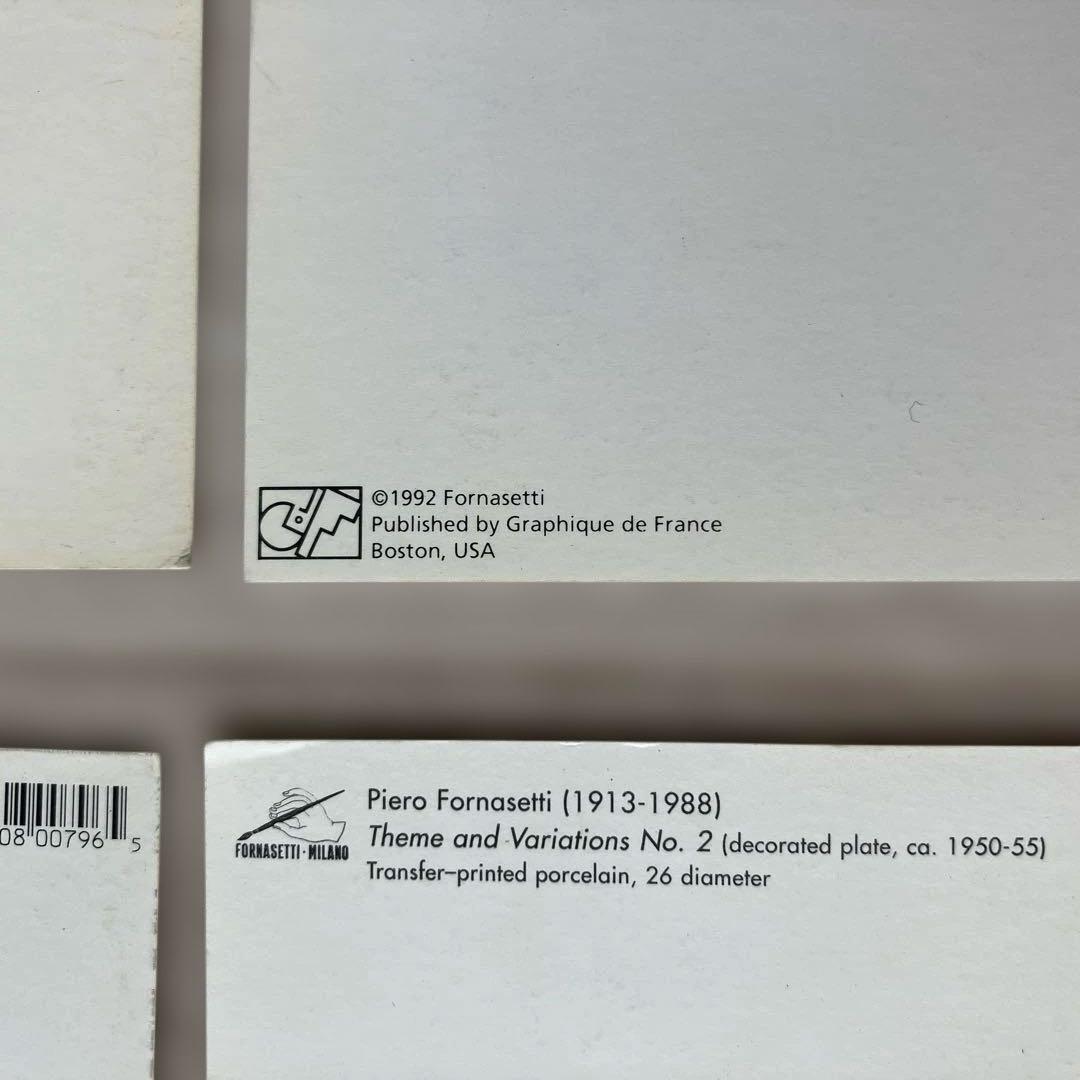 ©1992 Fornasetti
Published by Graphique de France
Boston, USA
08 00796 5
FORNASETTI · MILANO
Piero Fornasetti (1913-1988)
Theme and Variations No. 2 (decorated plate, ca. 1950-55)
Transfer–printed porcelain, 26 diameter